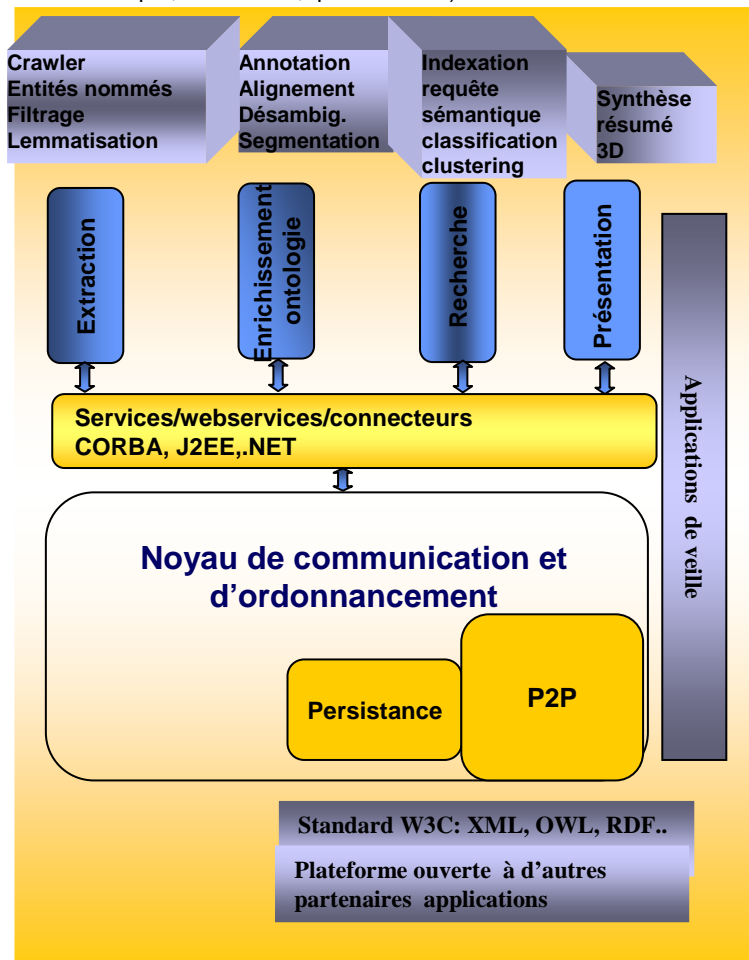 Crawler
Entités nommés
Filtrage
Lemmatisation
Annotation
Alignement
Désambig.
Segmentation
Indexation
requête
sémantique
classification
clustering
Synthèse
résumé
3D
Extraction
Enrichissement
ontologie
Recherche
Présentation
Services/webservices/connecteurs
CORBA, J2EE,.NET
Applications de veille
Noyau de communication et
d'ordonnancement
Persistance
P2P
Standard W3C: XML, OWL, RDF..
Plateforme ouverte à d'autres
partenaires applications